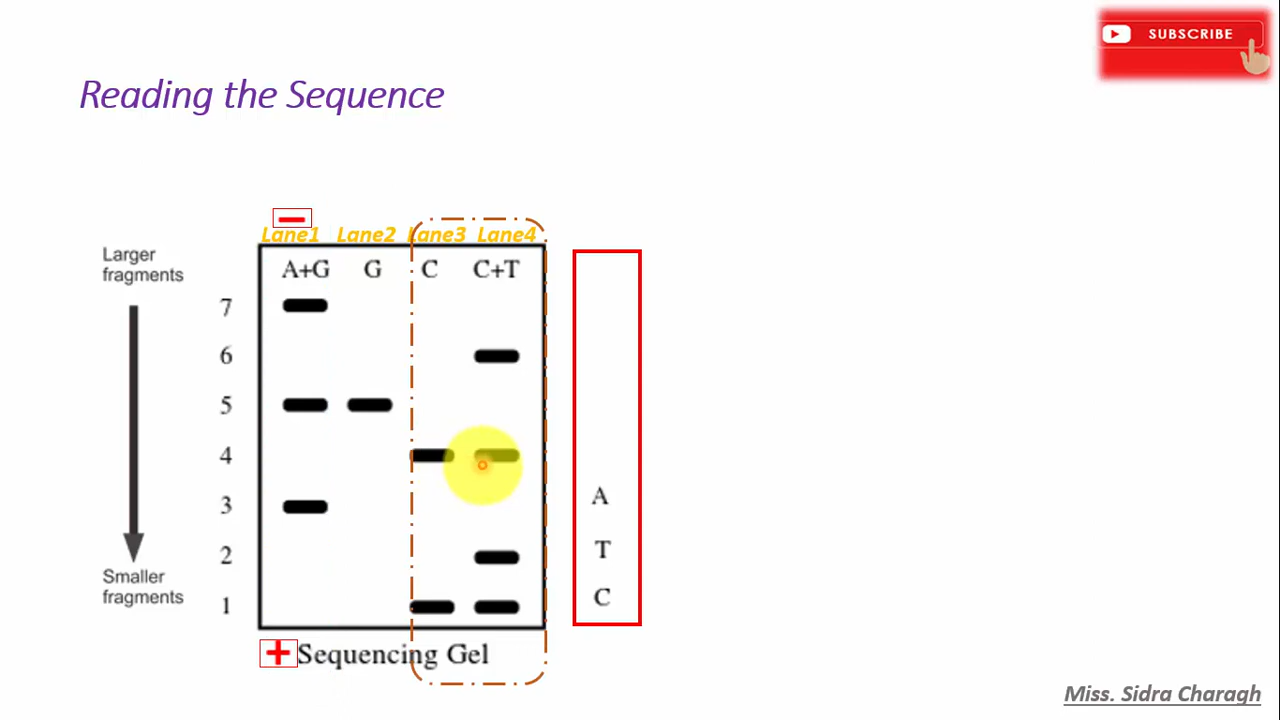 SUBSCRIBE
Reading the Sequence
Lane1 Lane2 Lane3 Lane4
Larger
fragments
A+G G C C+T
7
6
5
4
3
2
1
Smaller
fragments
A
T
C
+ Sequencing Gel
Miss. Sidra Charagh